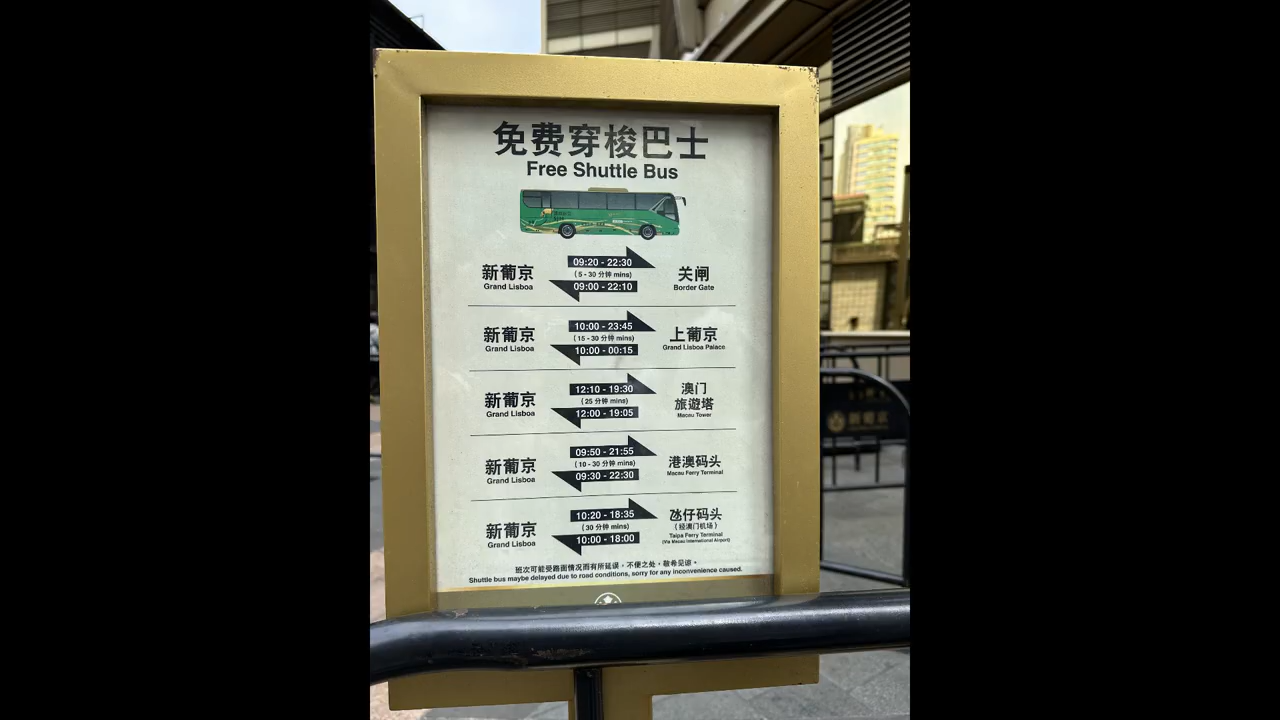 免费穿梭巴士
Free Shuttle Bus
新葡京
Grand Lisboa
09:20 - 22:30
(5 - 30 分钟 mins)
09:00 - 22:10
关闸
Border Gate
新葡京
Grand Lisboa
10:00 - 23:45
(15 - 30 分钟 mins)
10:00 - 00:15
上葡京
Grand Lisboa Palace
新葡京
Grand Lisboa
12:10 - 19:30
(25 分钟 mins)
12:00 - 19:05
澳门
旅遊塔
Macau Tower
新葡京
Grand Lisboa
09:50 - 21:55
(10 - 30 分钟 mins)
09:30 - 22:30
港澳码头
Macau Ferry Terminal
新葡京
Grand Lisboa
10:20 - 18:35
(30 分钟 mins)
10:00 - 18:00
氹仔码头
(经澳门机场)
Taipa Ferry Terminal
(Via Macau International Airport)
班次可能受路面情况而有所延误，不便之处，敬希见谅。
Shuttle bus maybe delayed due to road conditions, sorry for any inconvenience caused.
新葡京